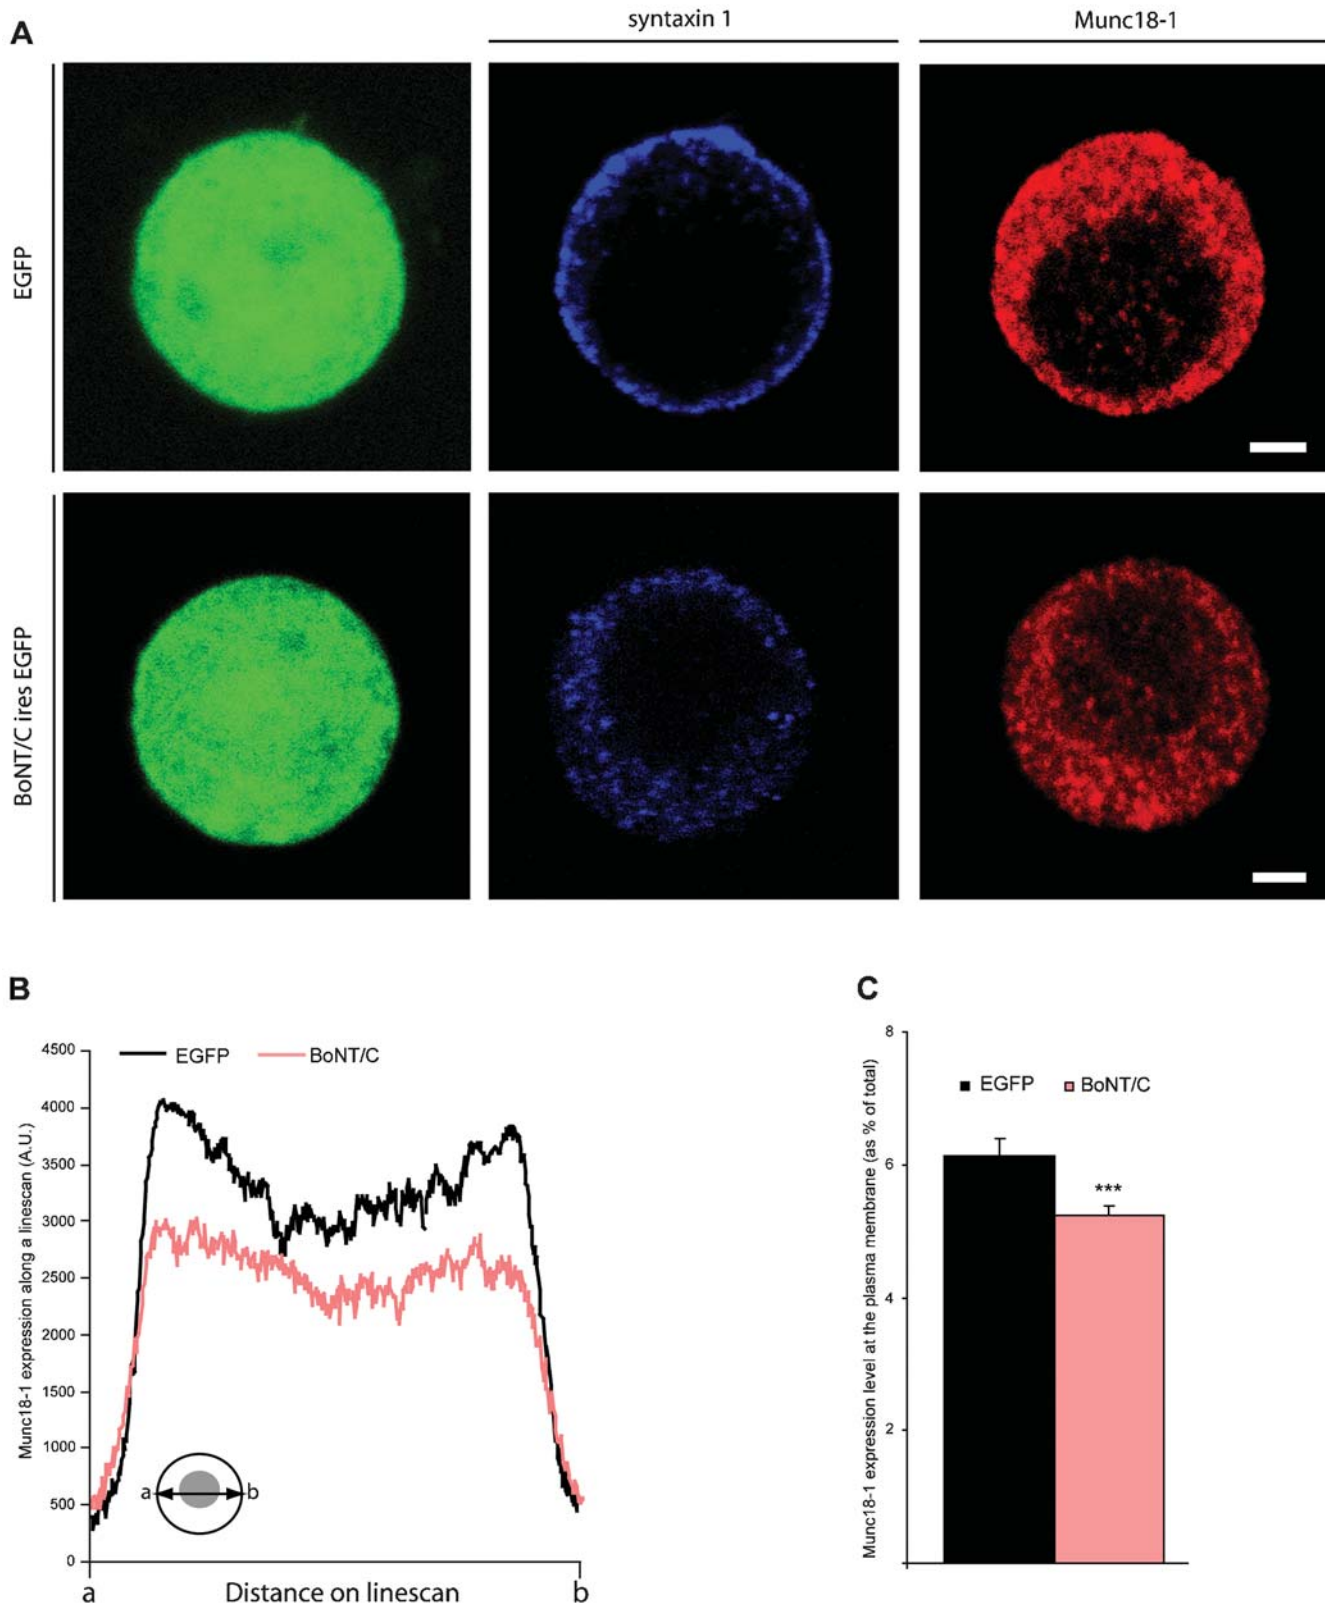 A
syntaxin 1
Munc18-1
EGFP
BoNT/C ires EGFP
B
Munc18-1 expression along a linescan (A.U.)
4500
4000
3500
3000
2500
2000
1500
1000
500
0
EGFP
BoNT/C
a
b
a
Distance on linescan
b
C
Munc18-1 expression level at the plasma membrane (as % of total)
8
6
4
2
EGFP
BoNT/C
***